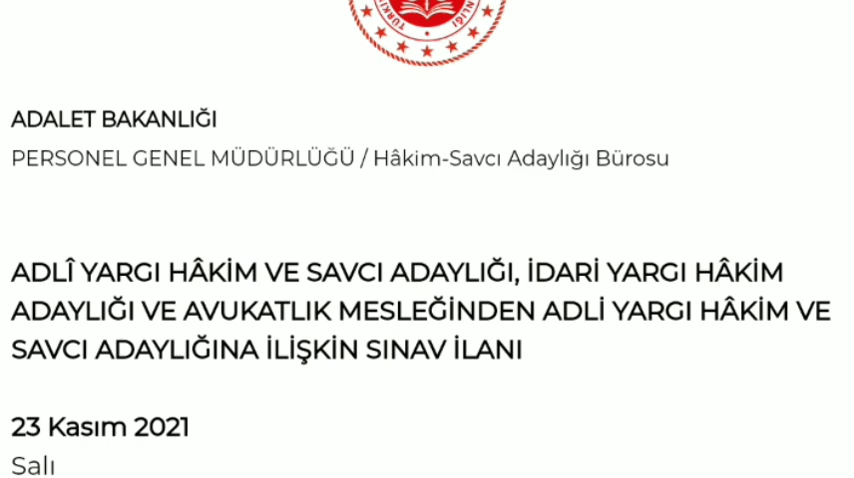 ADALET BAKANLIĞI
PERSONEL GENEL MÜDÜRLÜĞÜ / Hâkim-Savcı Adaylığı Bürosu
ADLÎ YARGI HÂKİM VE SAVCI ADAYLIĞI, İDARİ YARGI HÂKİM
ADAYLIĞI VE AVUKATLIK MESLEĞİNDEN ADLİ YARGI HÂKİM VE
SAVCI ADAYLIĞINA İLİŞKİN SINAV İLANI
23 Kasım 2021
Salı